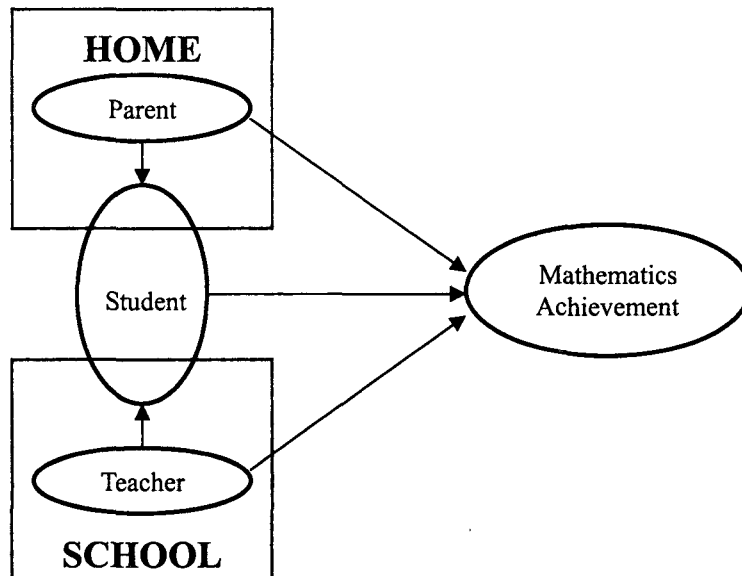 HOME
Parent
Student
Mathematics
Achievement
Teacher
SCHOOL